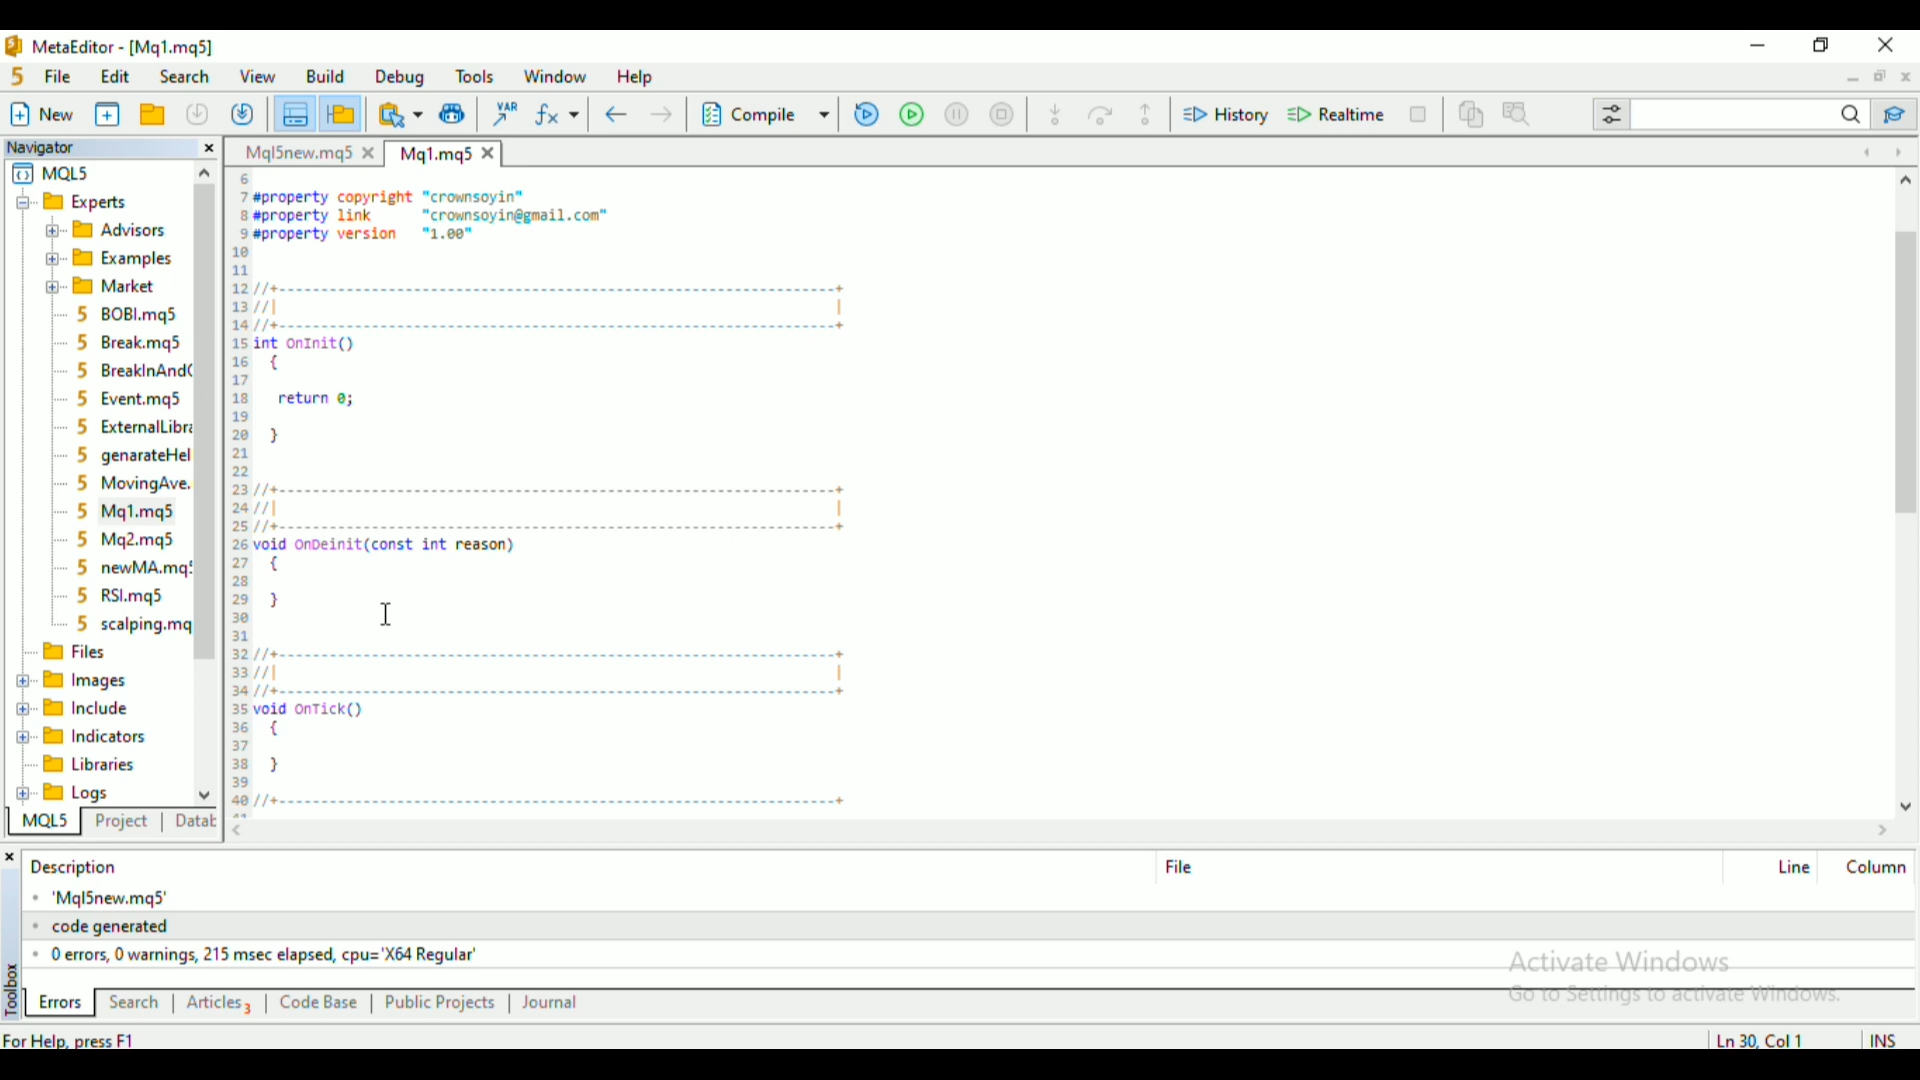 MetaEditor - [Mq1.mq5]
File Edit Search View Build Debug Tools Window Help
New VAR Compile History Realtime
Navigator
MQL5
Experts
Advisors
Examples
Market
BOBI.mq5
Break.mq5
BreakInAnd
Event.mq5
ExternalLibr
genarateHel
MovingAve.
Mq1.mq5
Mq2.mq5
newMA.mq5
RSI.mq5
scalping.mq
Files
Images
Include
Indicators
Libraries
Logs
MQL5 Project Datab
Mql5new.mq5 Mq1.mq5
6
7 #property copyright "crownsoyin"
8 #property link "crownsoyin@gmail.com"
9 #property version "1.00"
10
11
12 //+------------------------------------------------------------------+
13 //| |
14 //+------------------------------------------------------------------+
15 int OnInit()
16 {
17
18 return 0;
19
20 }
21
22
23 //+------------------------------------------------------------------+
24 //| |
25 //+------------------------------------------------------------------+
26 void OnDeinit(const int reason)
27 {
28
29 }
30
31
32 //+------------------------------------------------------------------+
33 //| |
34 //+------------------------------------------------------------------+
35 void OnTick()
36 {
37
38 }
39
40 //+------------------------------------------------------------------+
Toolbox
Description File Line Column
'Mql5new.mq5'
code generated
0 errors, 0 warnings, 215 msec elapsed, cpu='X64 Regular'
Activate Windows
Go to Settings to activate Windows.
Errors Search Articles 3 Code Base Public Projects Journal
For Help, press F1 Ln 30, Col 1 INS